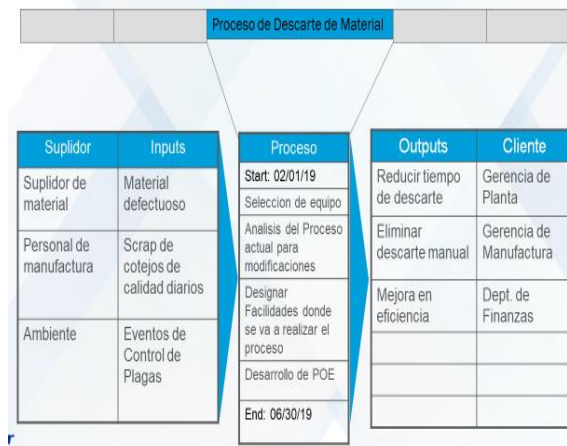 Proceso de Descarte de Material
Suplidor
Inputs
Suplidor de
material
Material
defectuoso
Personal de
manufactura
Scrap de
cotejos de
calidad diarios
Ambiente
Eventos de
Control de
Plagas
Proceso
Start: 02/01/19
Seleccion de equipo
Analisis del Proceso
actual para
modificaciones
Designar
Facilidades donde
se va a realizar el
proceso
Desarrollo de POE
End: 06/30/19
Outputs
Cliente
Reducir tiempo
de descarte
Gerencia de
Planta
Eliminar
descarte manual
Gerencia de
Manufactura
Mejora en
eficiencia
Dept. de
Finanzas